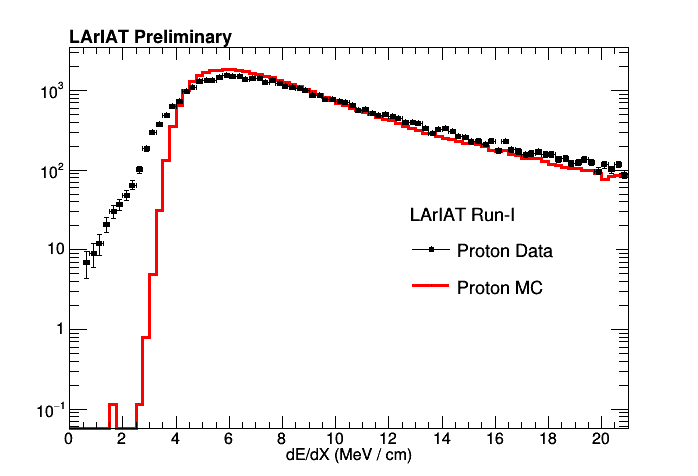 LArIAT Preliminary
10³
10²
10
1
10⁻¹
LArIAT Run-I
Proton Data
Proton MC
0 2 4 6 8 10 12 14 16 18 20
dE/dX (MeV / cm)